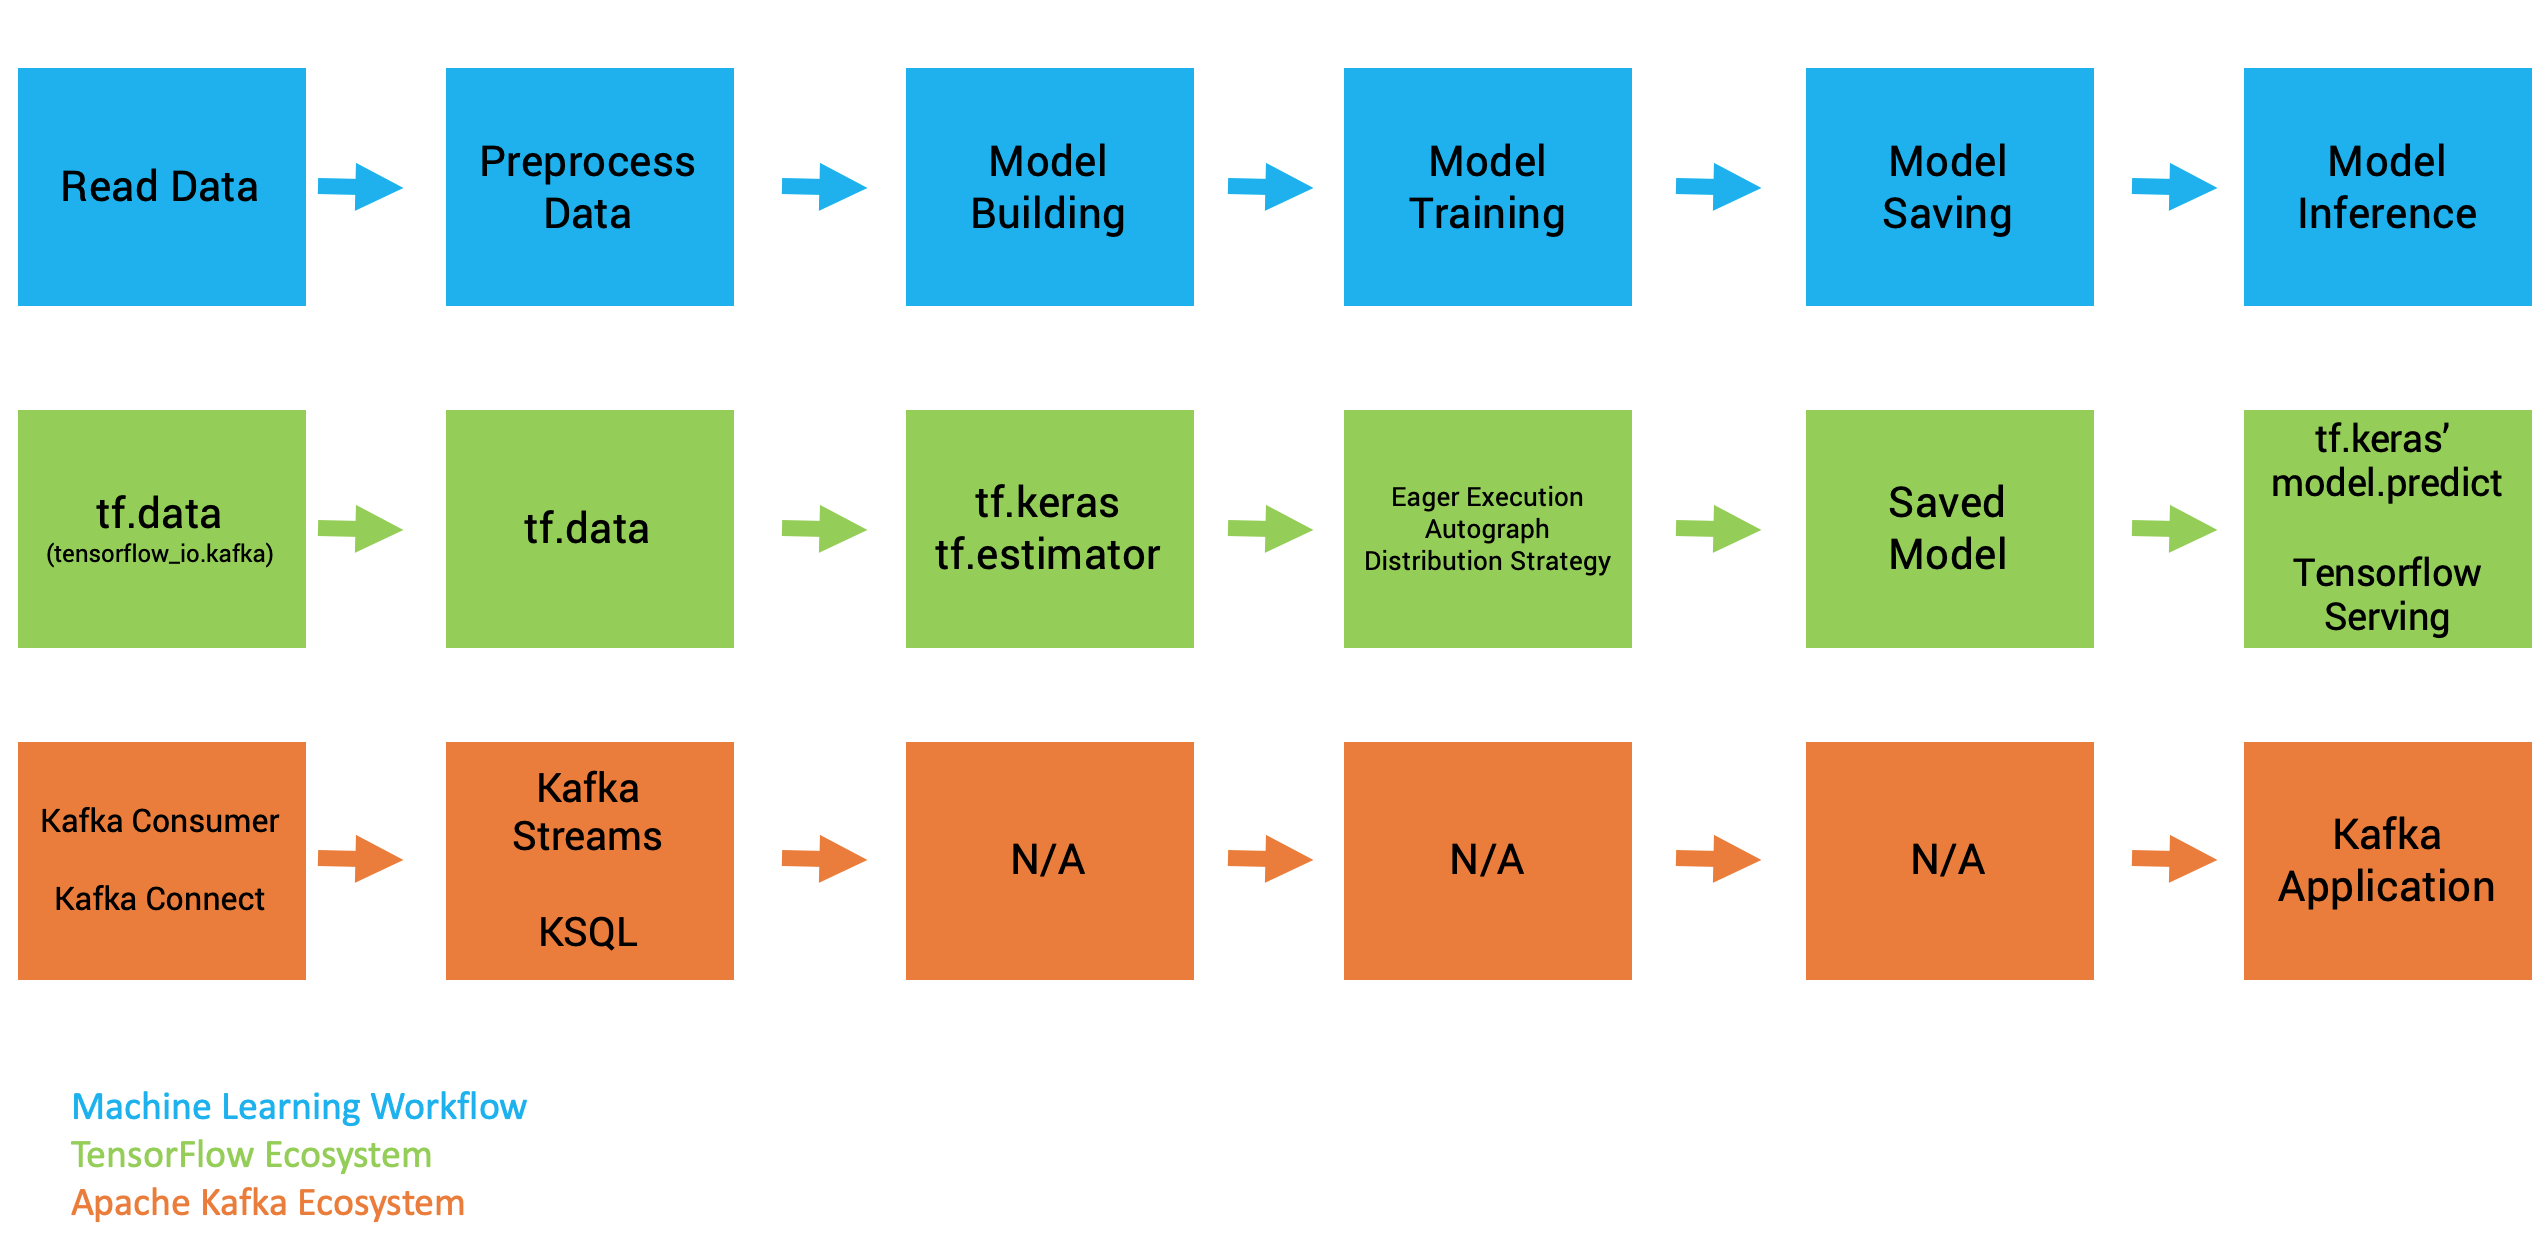 Read Data
Preprocess
Data
Model
Building
Model
Training
Model
Saving
Model
Inference
tf.data
(tensorflow_io.kafka)
tf.data
tf.keras
tf.estimator
Eager Execution
Autograph
Distribution Strategy
Saved
Model
tf.keras’
model.predict
Tensorflow
Serving
Kafka Consumer
Kafka Connect
Kafka
Streams
KSQL
N/A
N/A
N/A
Kafka
Application
Machine Learning Workflow
TensorFlow Ecosystem
Apache Kafka Ecosystem